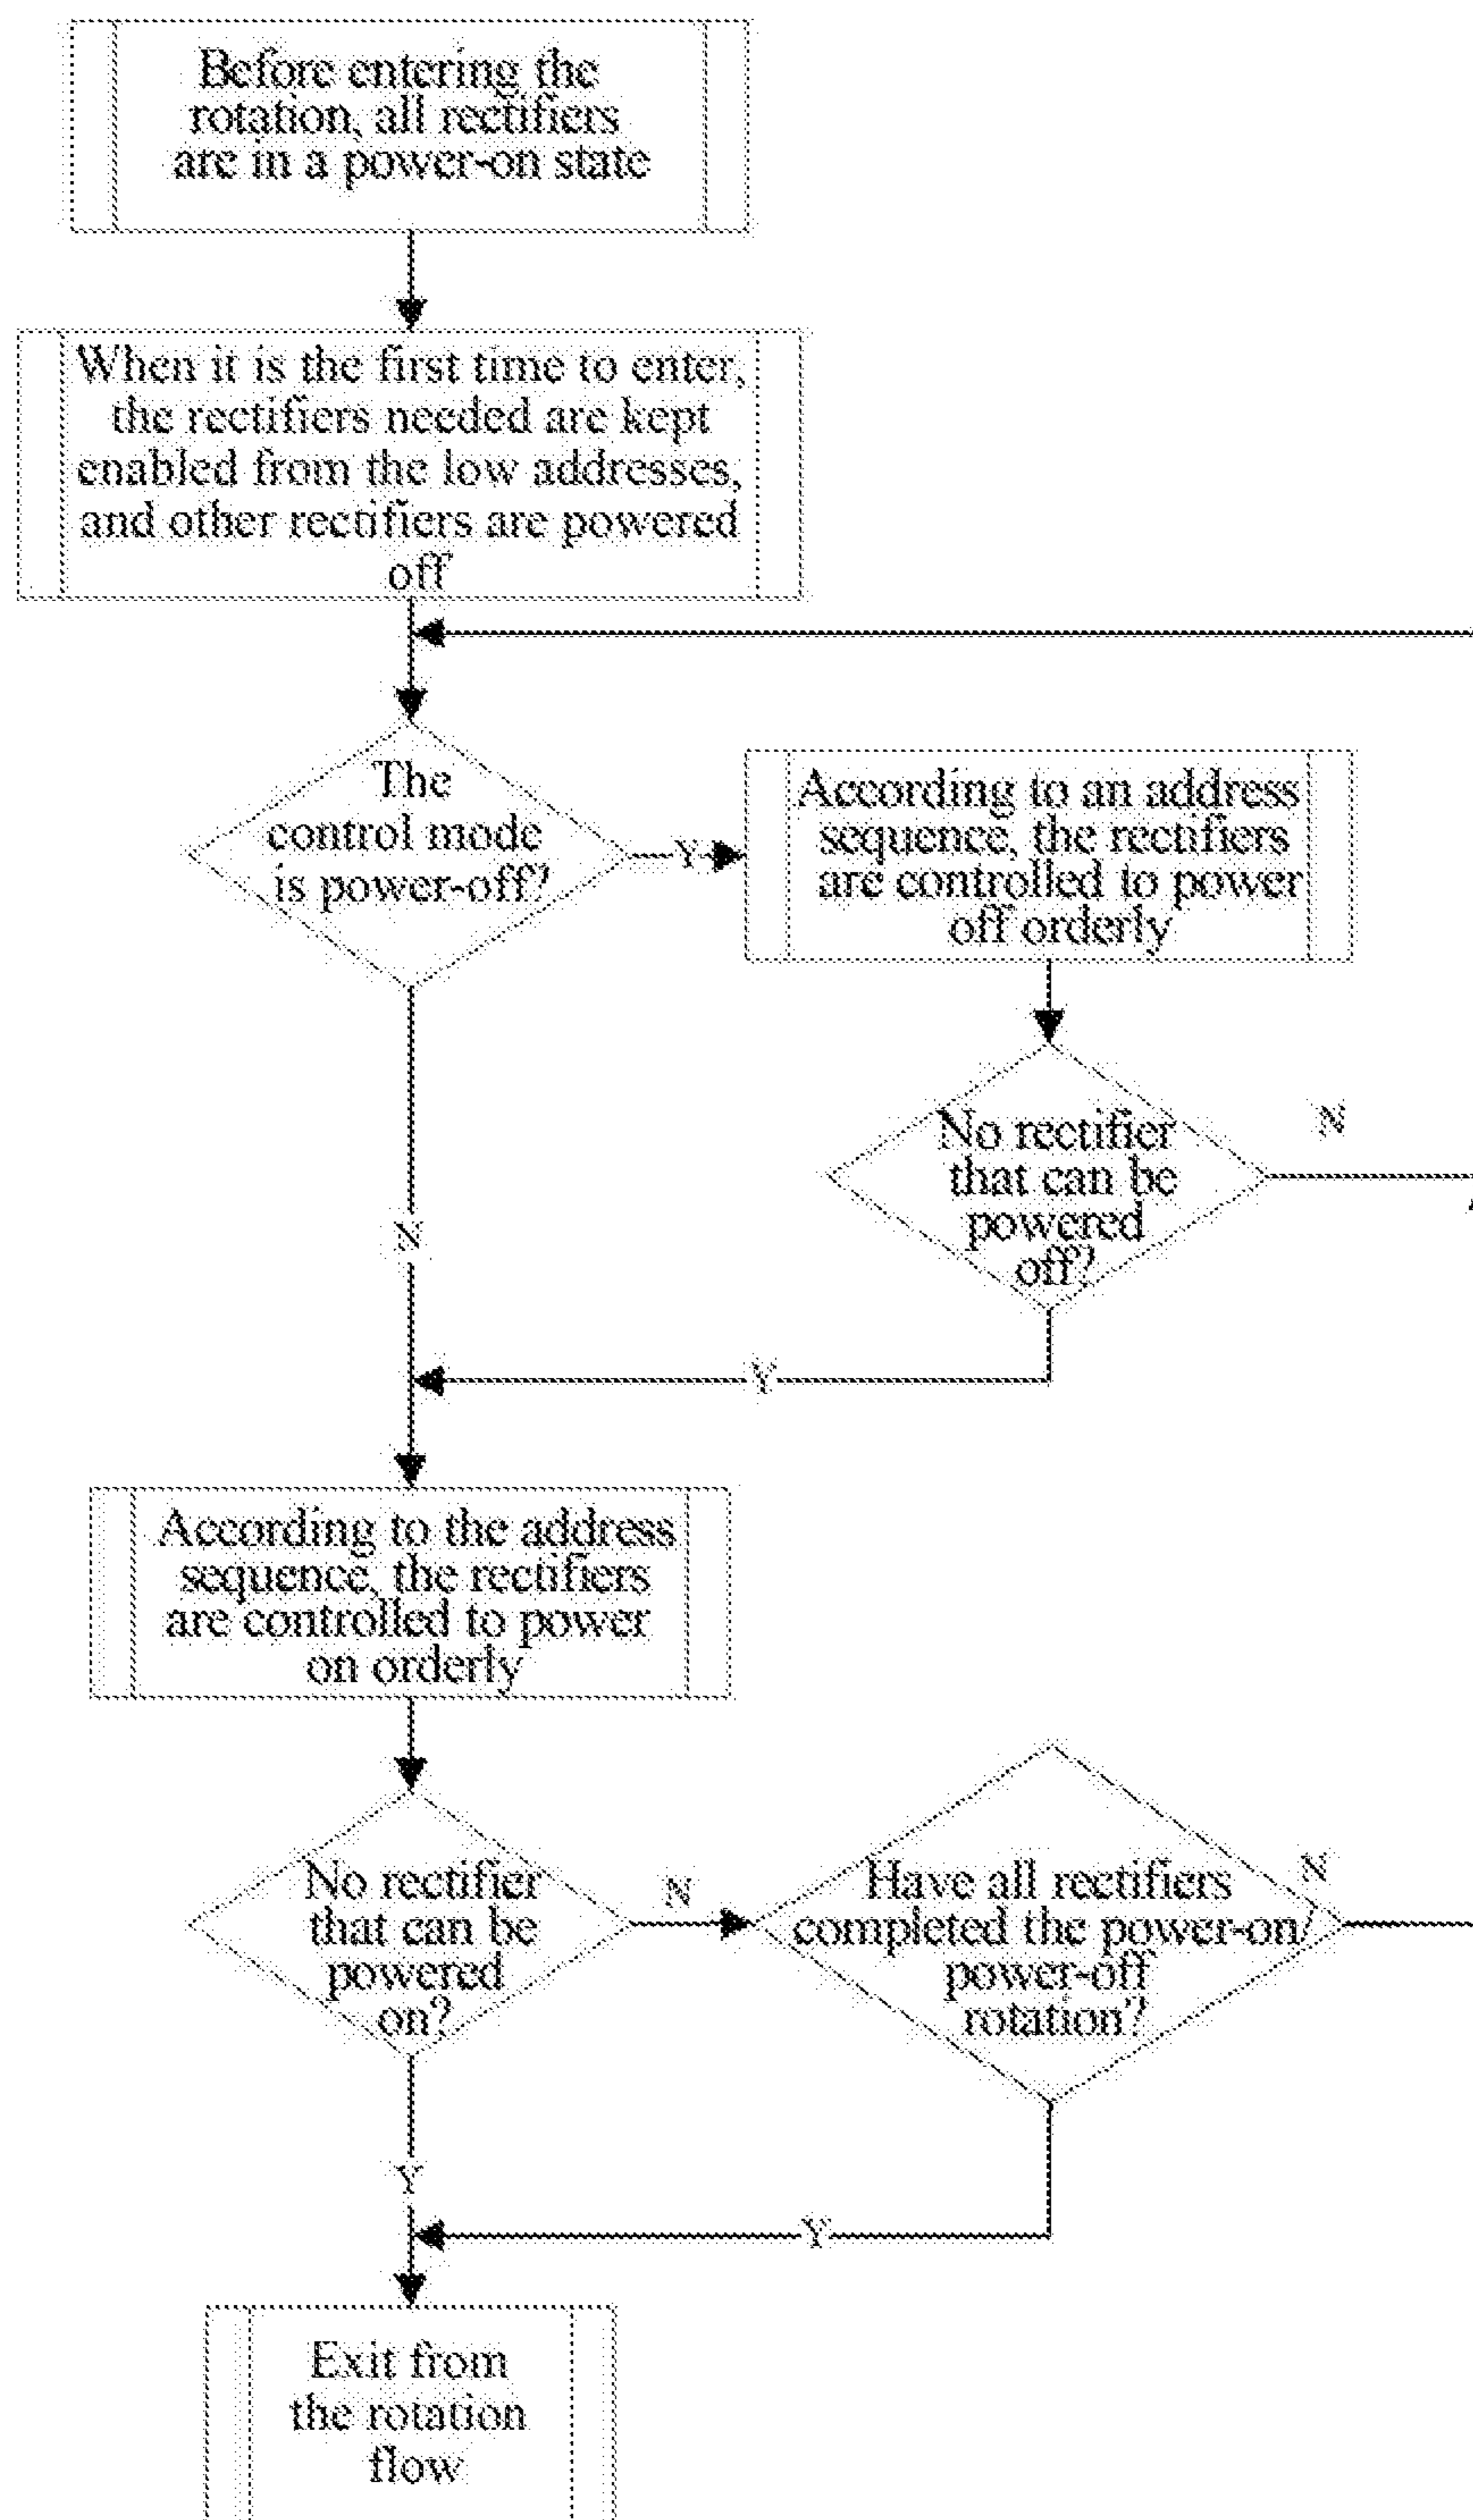 Before entering the
rotation, all rectifiers
are in a power-on state
When it is the first time to enter,
the rectifiers needed are kept
enabled from the low addresses,
and other rectifiers are powered
off
The
control mode
is power-off?
Y
According to an address
sequence, the rectifiers
are controlled to power
off orderly
No rectifier
that can be
powered
off?
N
N
Y
According to the address
sequence, the rectifiers
are controlled to power
on orderly
No rectifier
that can be
powered
on?
N
Have all rectifiers
completed the power-on/
power-off
rotation?
N
Y
Y
Exit from
the rotation
flow